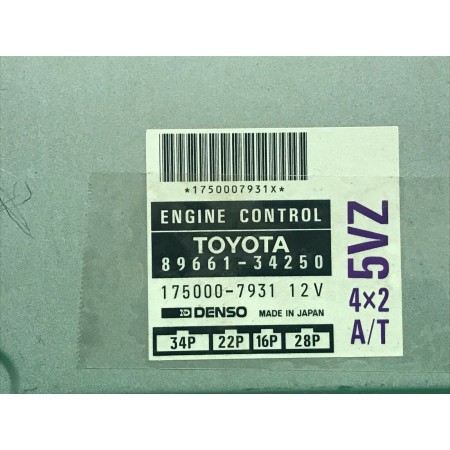 *1750007931X*
ENGINE CONTROL
TOYOTA
89661-34250
175000-7931 12V
DENSO MADE IN JAPAN
34P 22P 16P 28P
5VZ
4×2
A/T